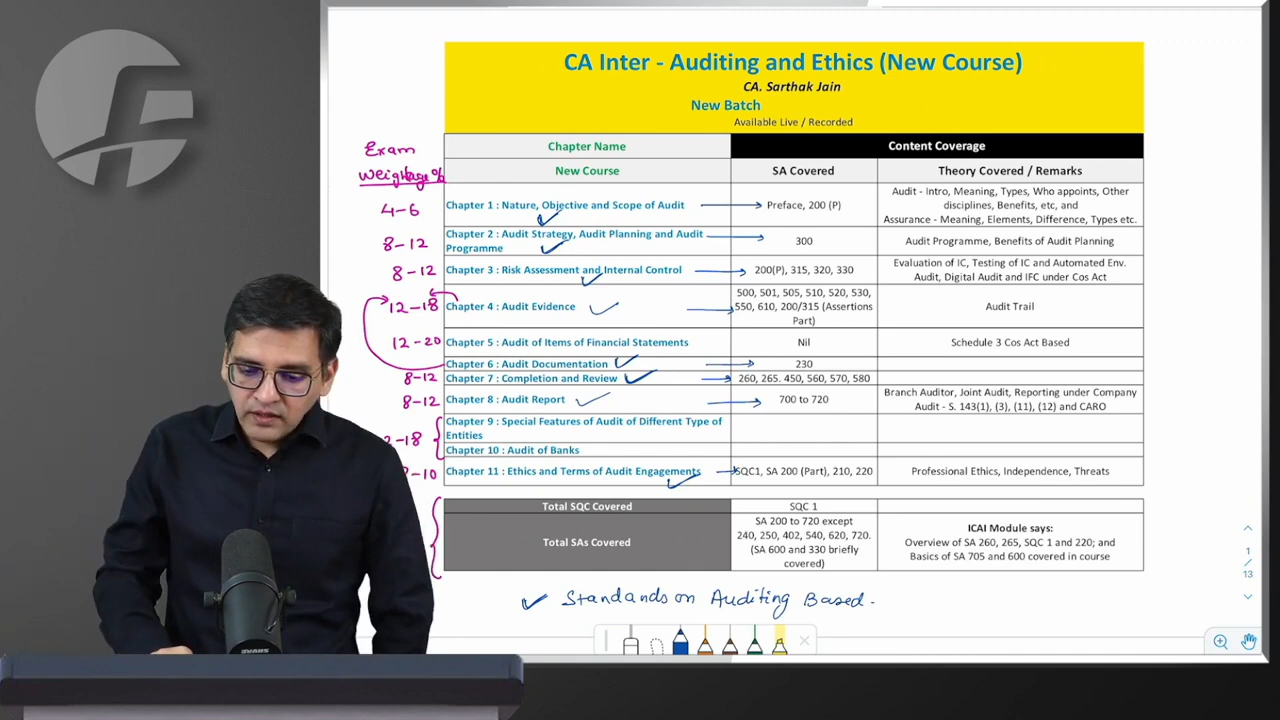 CA Inter - Auditing and Ethics (New Course)
CA. Sarthak Jain
New Batch
Available Live / Recorded
Exam
Weightage %
Chapter Name
Content Coverage
New Course
SA Covered
Theory Covered / Remarks
4-6
Chapter 1 : Nature, Objective and Scope of Audit
Preface, 200 (P)
Audit - Intro, Meaning, Types, Who appoints, Other
disciplines, Benefits, etc, and
Assurance - Meaning, Elements, Difference, Types etc.
8-12
Chapter 2 : Audit Strategy, Audit Planning and Audit
Programme
300
Audit Programme, Benefits of Audit Planning
8-12
Chapter 3 : Risk Assessment and Internal Control
200(P), 315, 320, 330
Evaluation of IC, Testing of IC and Automated Env.
Audit, Digital Audit and IFC under Cos Act
12-18
Chapter 4 : Audit Evidence
500, 501, 505, 510, 520, 530,
550, 610, 200/315 (Assertions
Part)
Audit Trail
12-20
Chapter 5 : Audit of Items of Financial Statements
Nil
Schedule 3 Cos Act Based
Chapter 6 : Audit Documentation
230
8-12
Chapter 7 : Completion and Review
260, 265. 450, 560, 570, 580
8-12
Chapter 8 : Audit Report
700 to 720
Branch Auditor, Joint Audit, Reporting under Company
Audit - S. 143(1), (3), (11), (12) and CARO
Chapter 9 : Special Features of Audit of Different Type of
Entities
-18
Chapter 10 : Audit of Banks
-10
Chapter 11 : Ethics and Terms of Audit Engagements
SQC1, SA 200 (Part), 210, 220
Professional Ethics, Independence, Threats
Total SQC Covered
SQC 1
Total SAs Covered
SA 200 to 720 except
240, 250, 402, 540, 620, 720.
(SA 600 and 330 briefly
covered)
ICAI Module says:
Overview of SA 260, 265, SQC 1 and 220; and
Basics of SA 705 and 600 covered in course
Standards on Auditing Based.
1
/
13